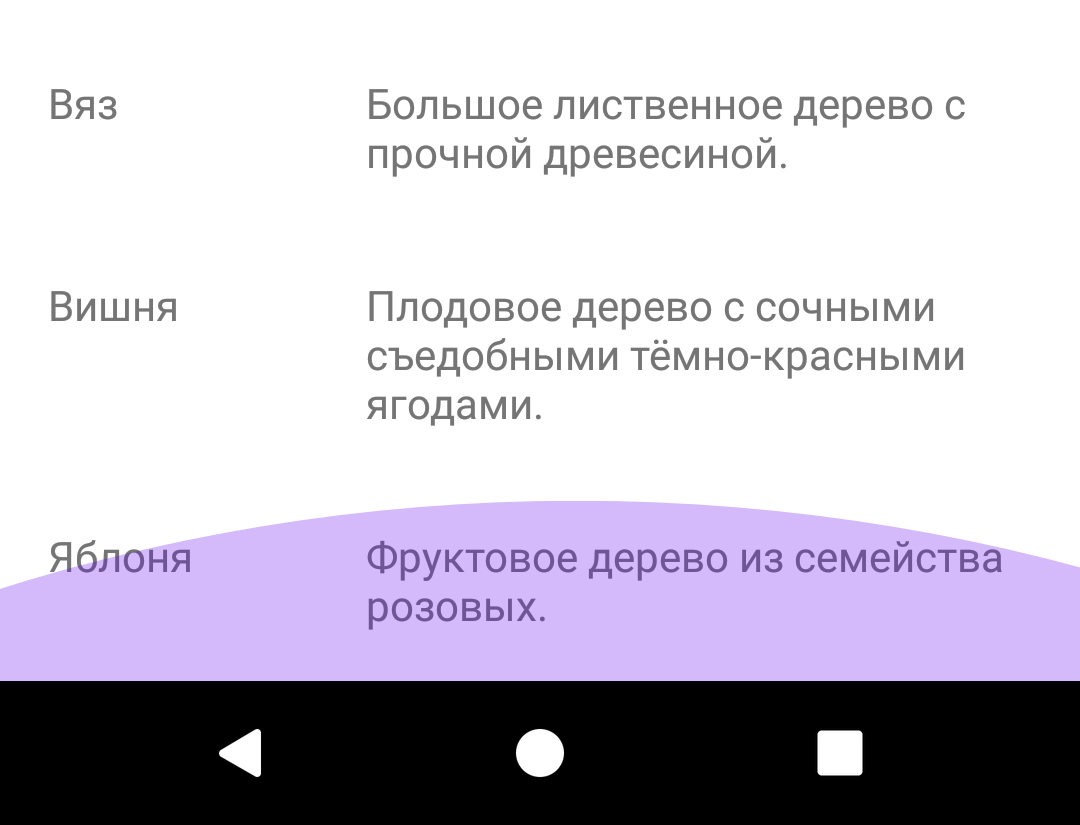 Вяз
Большое лиственное дерево с
прочной древесиной.
Вишня
Плодовое дерево с сочными
съедобными тёмно-красными
ягодами.
Яблоня
Фруктовое дерево из семейства
розовых.